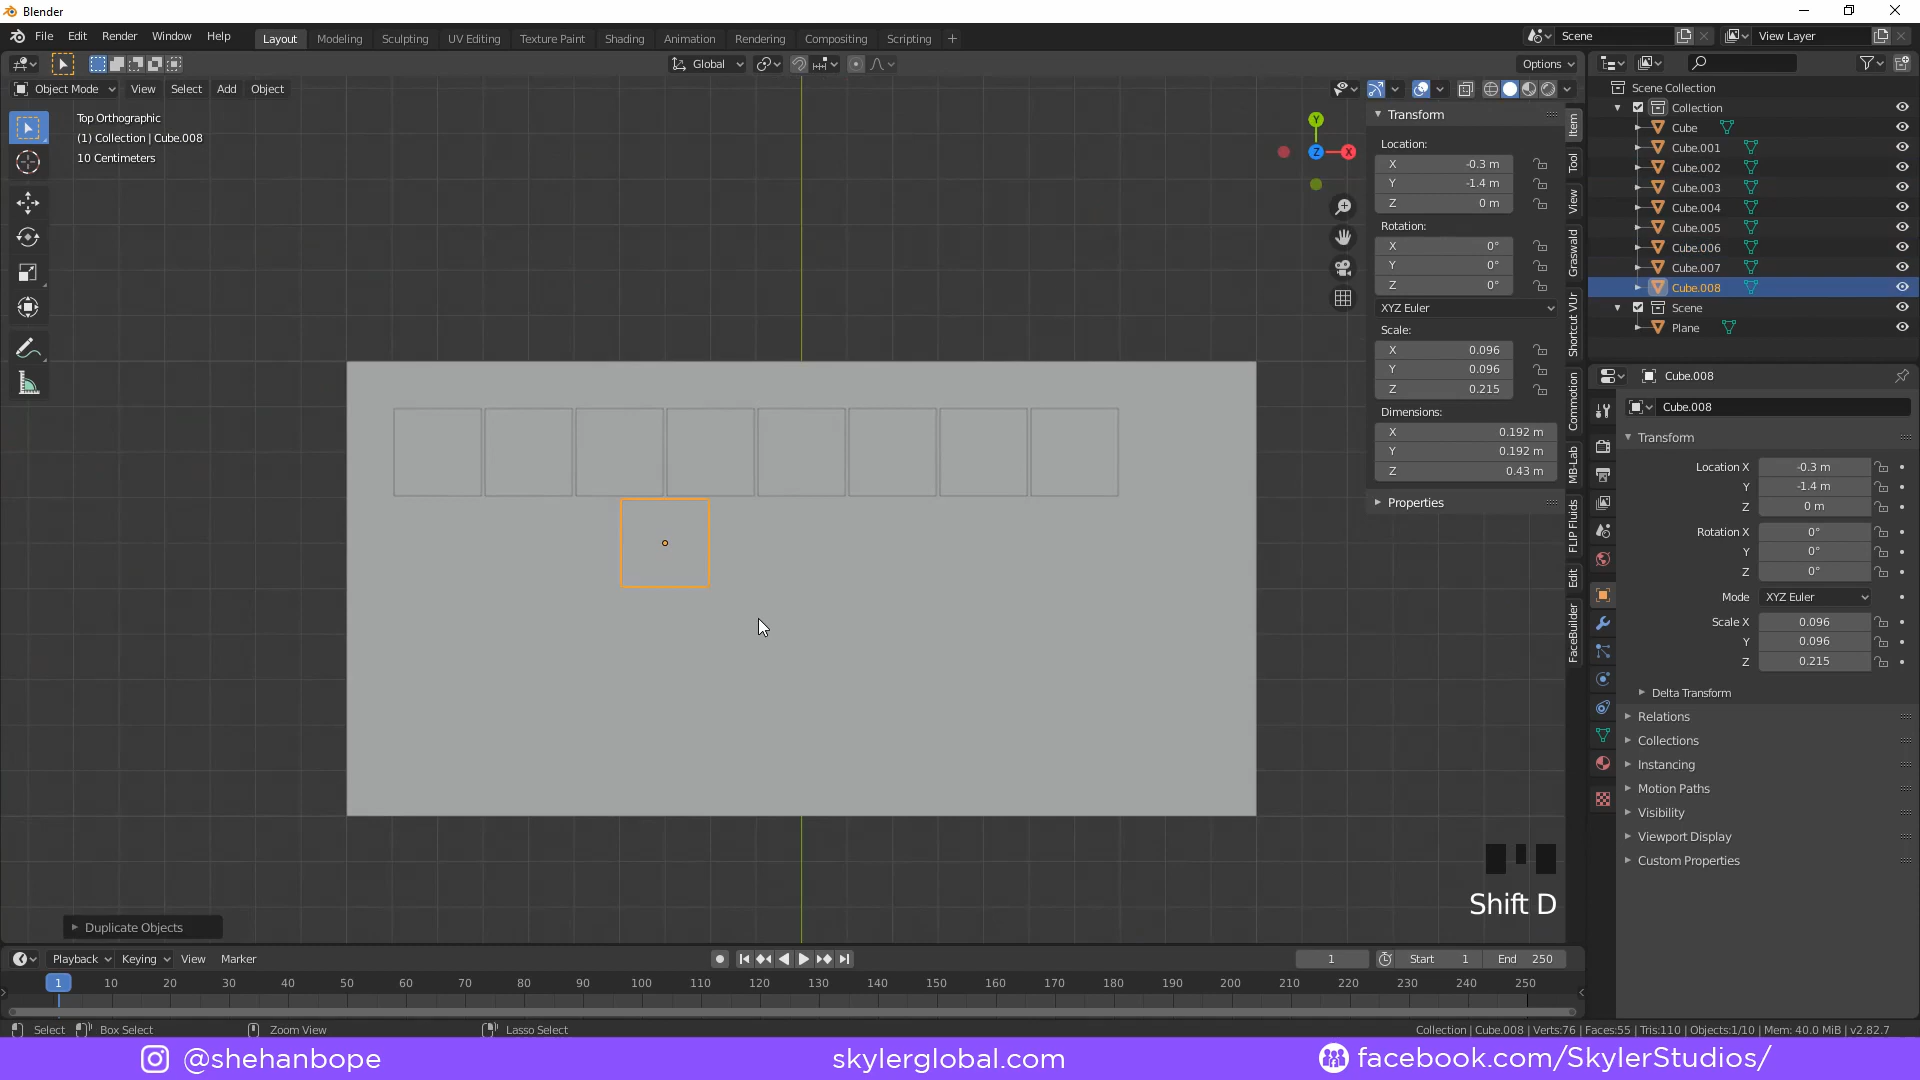 Blender
File Edit Render Window Help Layout Modeling Sculpting UV Editing Texture Paint Shading Animation Rendering Compositing Scripting + Scene View Layer
Global Options
Object Mode View Select Add Object
Top Orthographic
(1) Collection | Cube.008
10 Centimeters
Y
Z
X
Transform
Location:
X -0.3 m
Y -1.4 m
Z 0 m
Rotation:
X 0°
Y 0°
Z 0°
XYZ Euler
Scale:
X 0.096
Y 0.096
Z 0.215
Dimensions:
X 0.192 m
Y 0.192 m
Z 0.43 m
Properties
Item
Tool
View
Graswald
Shortcut VUr
Commotion
MB-Lab
FLIP Fluids
Edit
FaceBuilder
Scene Collection
Collection
Cube
Cube.001
Cube.002
Cube.003
Cube.004
Cube.005
Cube.006
Cube.007
Cube.008
Scene
Plane
Cube.008
Cube.008
Transform
Location X -0.3 m
Y -1.4 m
Z 0 m
Rotation X 0°
Y 0°
Z 0°
Mode XYZ Euler
Scale X 0.096
Y 0.096
Z 0.215
Delta Transform
Relations
Collections
Instancing
Motion Paths
Visibility
Viewport Display
Custom Properties
Shift D
Duplicate Objects
Playback Keying View Marker 1 Start 1 End 250
1 10 20 30 40 50 60 70 80 90 100 110 120 130 140 150 160 170 180 190 200 210 220 230 240 250
Select Box Select Zoom View Lasso Select Collection | Cube.008 | Verts:76 | Faces:55 | Tris:110 | Objects:1/10 | Mem: 40.0 MiB | v2.82.7
@shehanbope skylerglobal.com facebook.com/SkylerStudios/